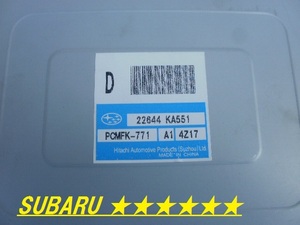 D
22644 KA551
PCMFK-771 A1 4Z17
Hitachi Automotive Products (Suzhou) Ltd
MADE IN CHINA
SUBARU ★★★★★★